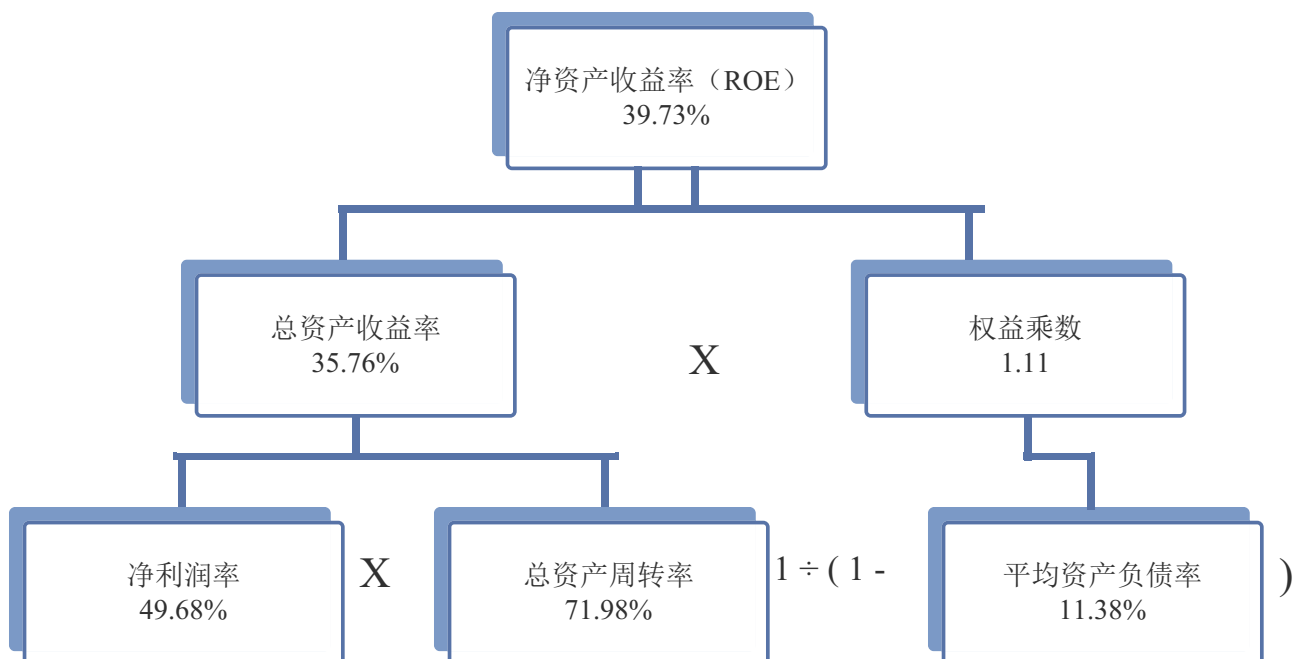 净资产收益率（ROE）
39.73%
总资产收益率
35.76%
X
权益乘数
1.11
净利润率
49.68%
X
总资产周转率
71.98%
1 ÷ ( 1 -
平均资产负债率
11.38%
)